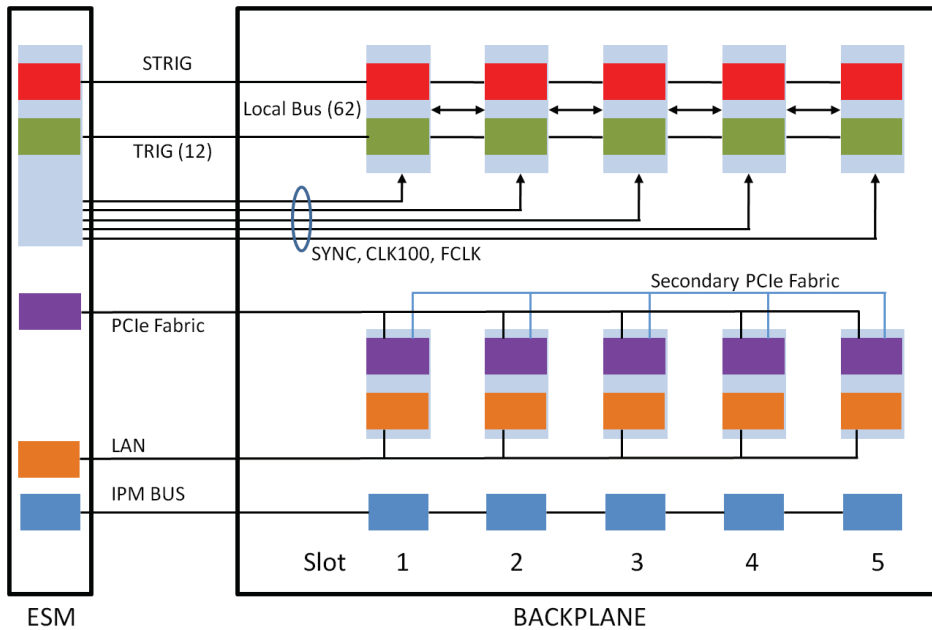 STRIG
Local Bus (62)
TRIG (12)
SYNC, CLK100, FCLK
Secondary PCIe Fabric
PCIe Fabric
LAN
IPM BUS
Slot 1 2 3 4 5
ESM BACKPLANE